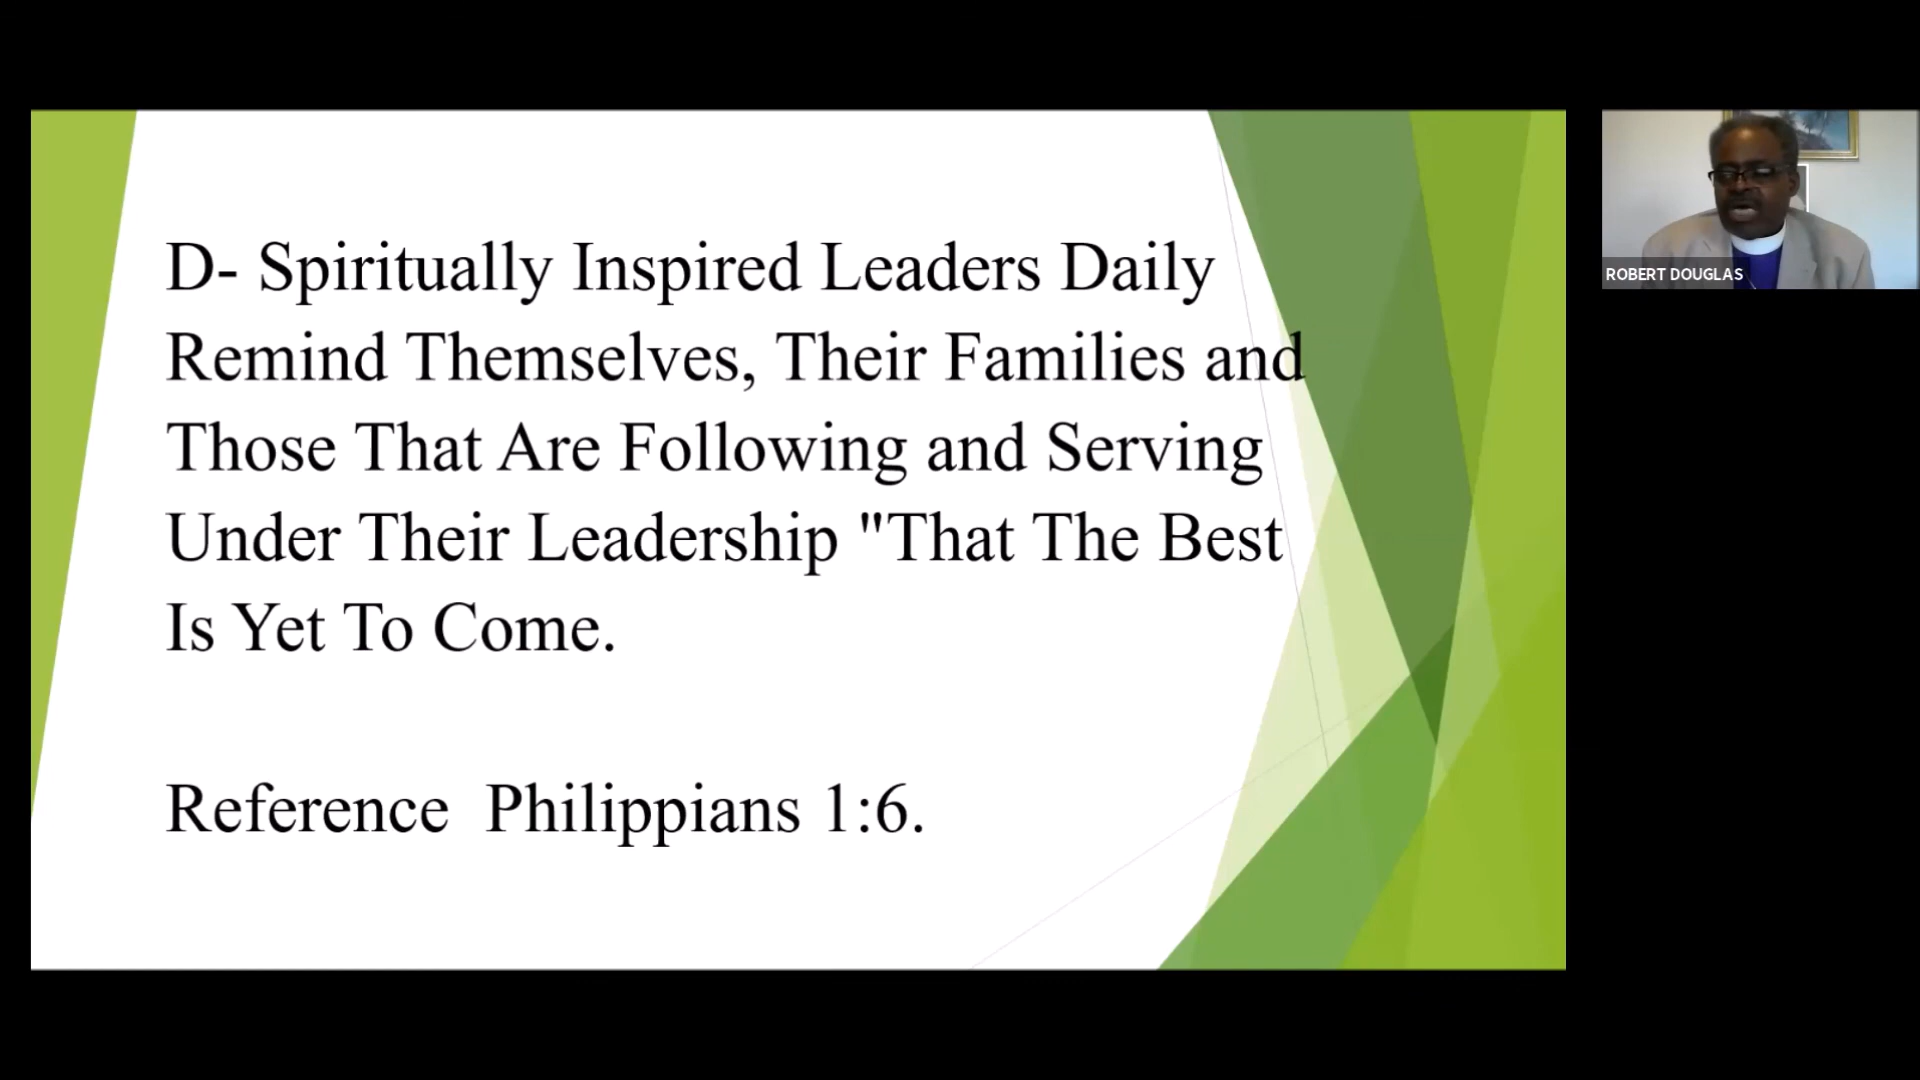 D- Spiritually Inspired Leaders Daily
Remind Themselves, Their Families and
Those That Are Following and Serving
Under Their Leadership "That The Best
Is Yet To Come.
Reference  Philippians 1:6.
ROBERT DOUGLAS